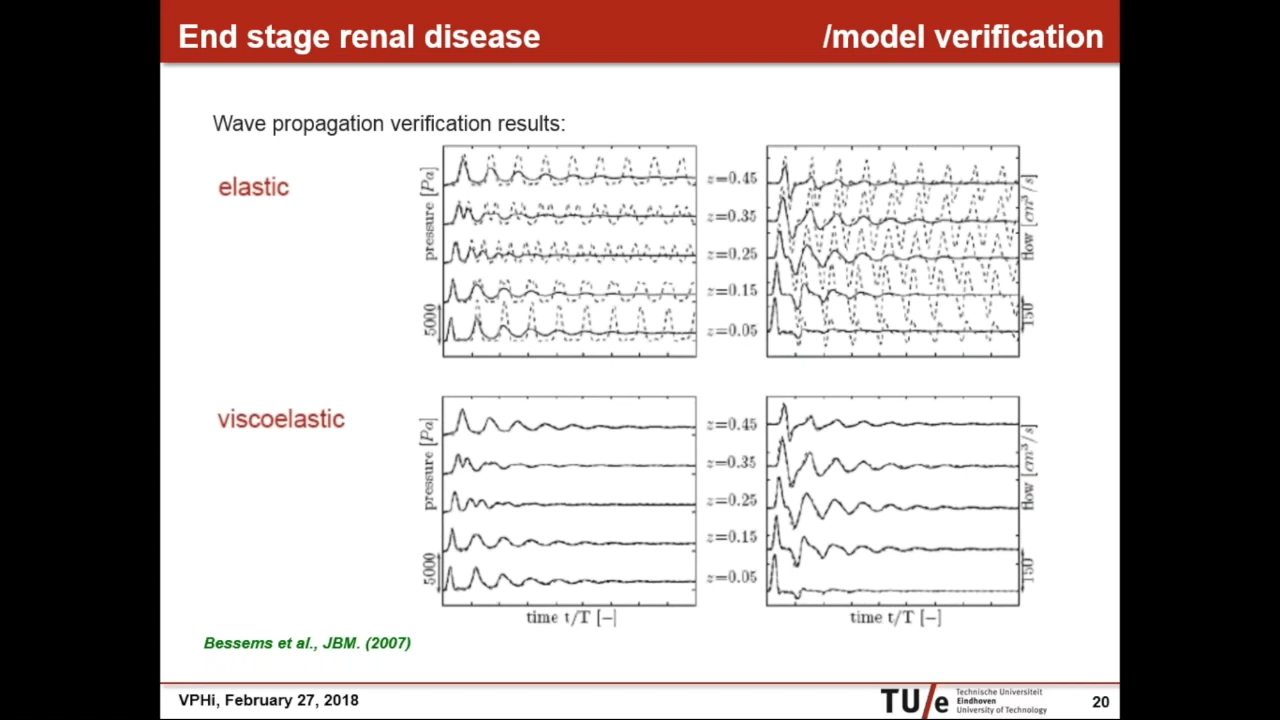 End stage renal disease /model verification
Wave propagation verification results:
elastic
pressure [Pa]
5000
z=0.45
z=0.35
z=0.25
z=0.15
z=0.05
flow [cm³/s]
150
viscoelastic
pressure [Pa]
5000
z=0.45
z=0.35
z=0.25
z=0.15
z=0.05
flow [cm³/s]
150
time t/T [−]
time t/T [−]
Bessems et al., JBM. (2007)
VPHi, February 27, 2018
TU/e
Technische Universiteit
Eindhoven
University of Technology
20